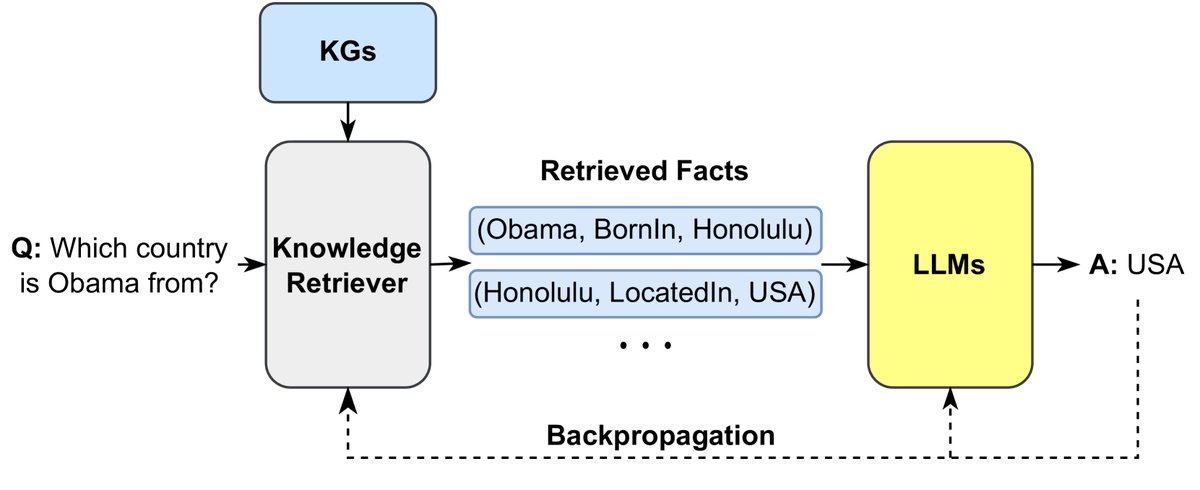 KGs
Q: Which country
is Obama from?
Knowledge
Retriever
Retrieved Facts
(Obama, BornIn, Honolulu)
(Honolulu, LocatedIn, USA)
...
LLMs
A: USA
Backpropagation